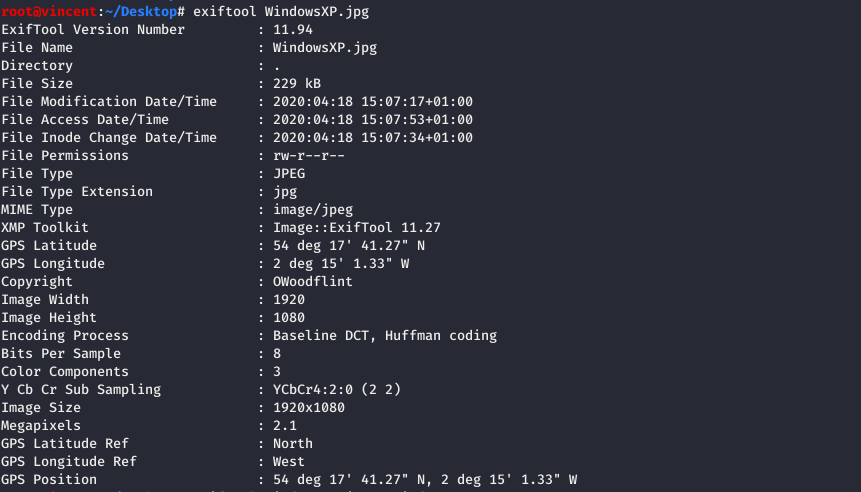 root@vincent:~/Desktop# exiftool WindowsXP.jpg
ExifTool Version Number : 11.94
File Name : WindowsXP.jpg
Directory : .
File Size : 229 kB
File Modification Date/Time : 2020:04:18 15:07:17+01:00
File Access Date/Time : 2020:04:18 15:07:53+01:00
File Inode Change Date/Time : 2020:04:18 15:07:34+01:00
File Permissions : rw-r--r--
File Type : JPEG
File Type Extension : jpg
MIME Type : image/jpeg
XMP Toolkit : Image::ExifTool 11.27
GPS Latitude : 54 deg 17' 41.27" N
GPS Longitude : 2 deg 15' 1.33" W
Copyright : OWoodflint
Image Width : 1920
Image Height : 1080
Encoding Process : Baseline DCT, Huffman coding
Bits Per Sample : 8
Color Components : 3
Y Cb Cr Sub Sampling : YCbCr4:2:0 (2 2)
Image Size : 1920x1080
Megapixels : 2.1
GPS Latitude Ref : North
GPS Longitude Ref : West
GPS Position : 54 deg 17' 41.27" N, 2 deg 15' 1.33" W